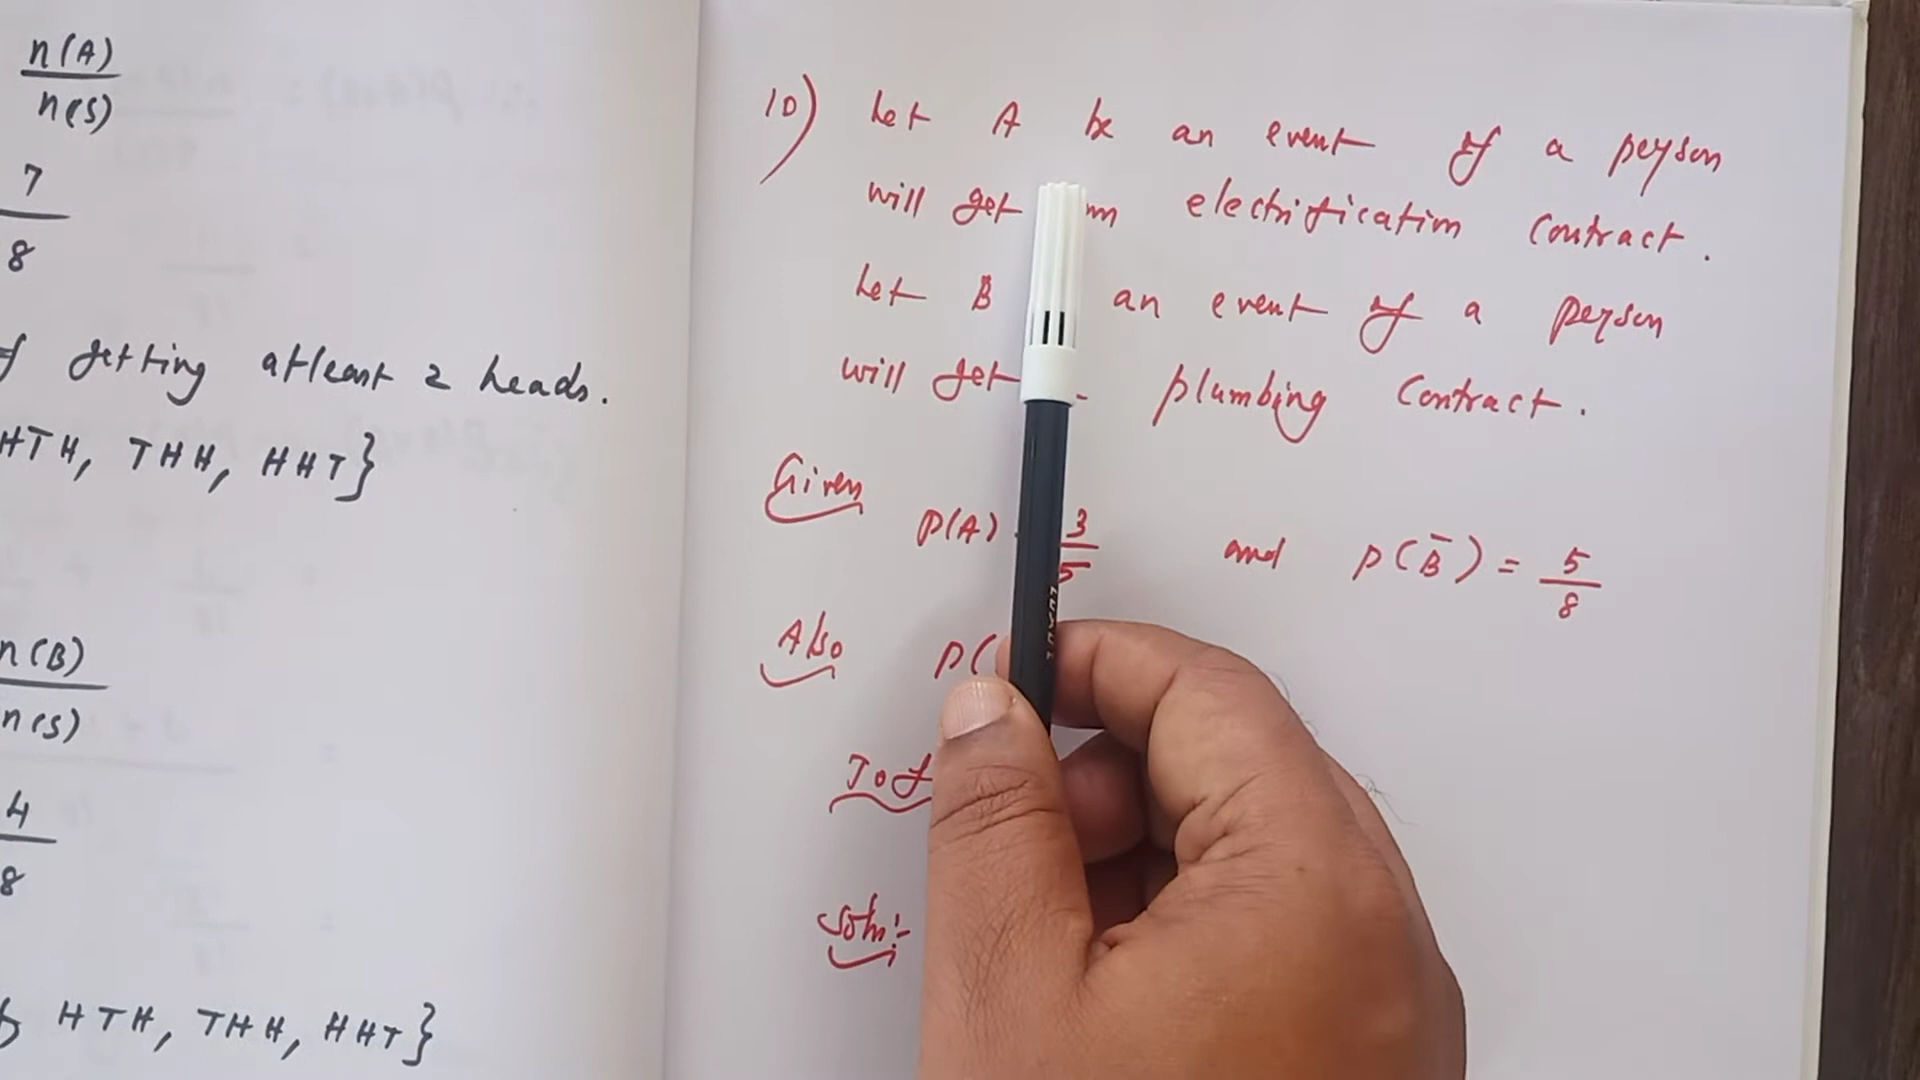 n(A)
n(S)
7
8
getting atleast 2 heads.
HTH, THH, HHT}
n(B)
n(S)
4
8
HTH, THH, HHT}
10) Let A be an event of a person
will get electrification contract.
Let B an event of a person
will get plumbing contract.
Given P(A) 3/5 and P(B̄) = 5/8
Also P(
Soln:-